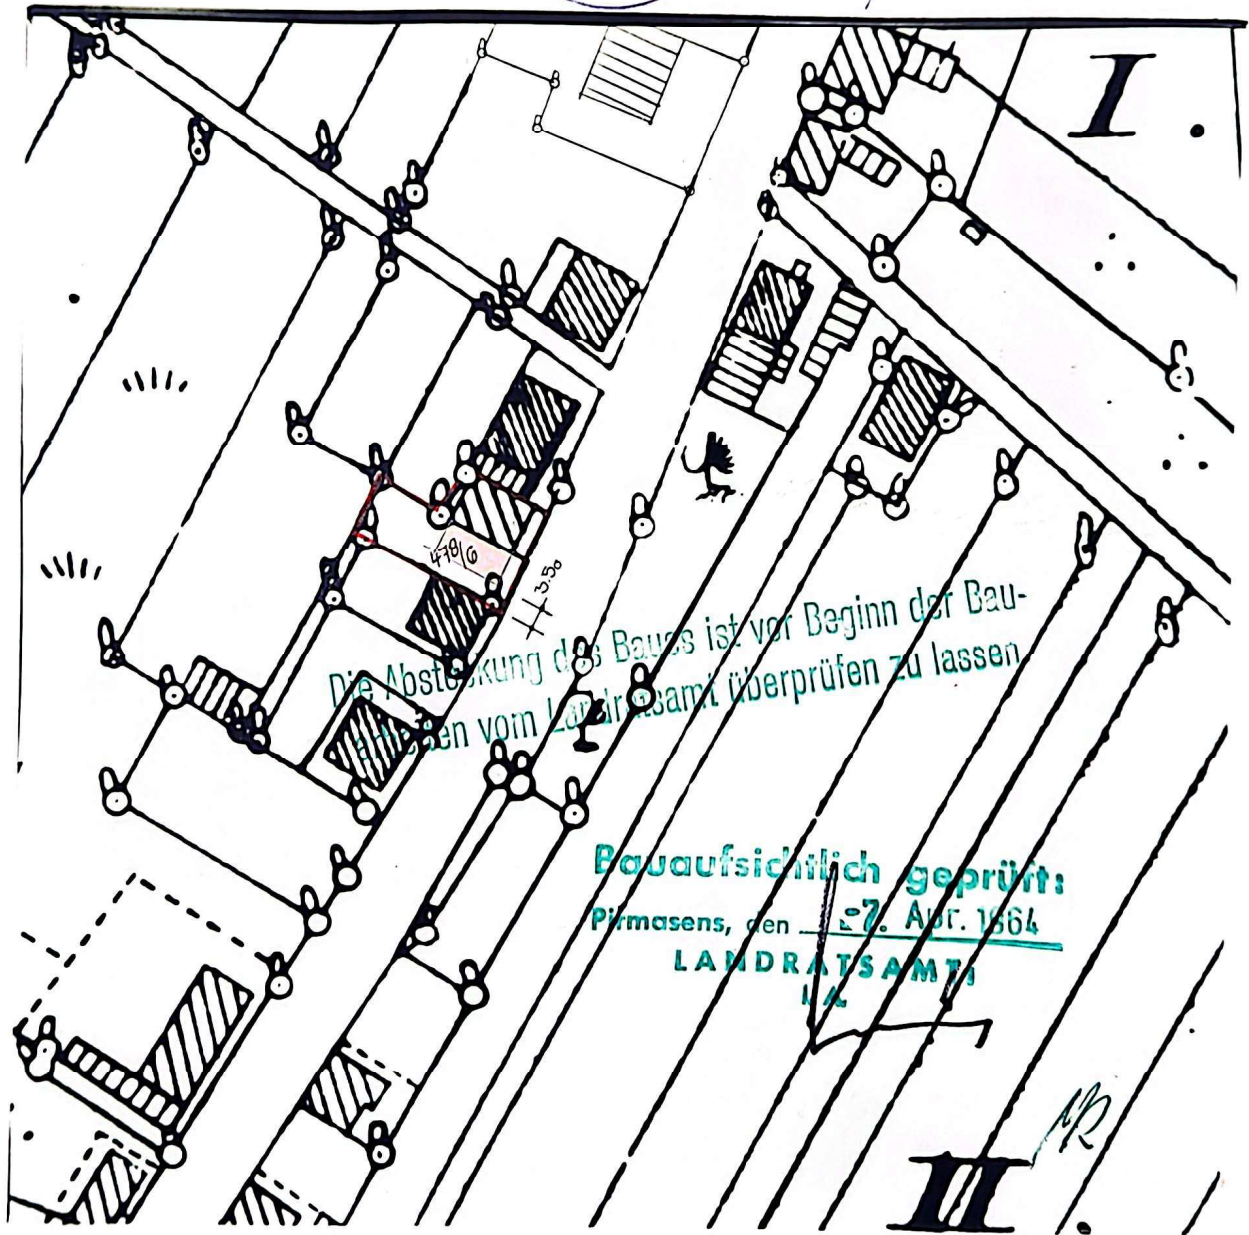 I.
478/6
3.50
Die Absteckung des Baues ist vor Beginn der Bau-
arbeiten vom Landratsamt überprüfen zu lassen
Bauaufsichtlich geprüft:
Pirmasens, den -7. Apr. 1964
LANDRATSAMT:
I. A.
II.